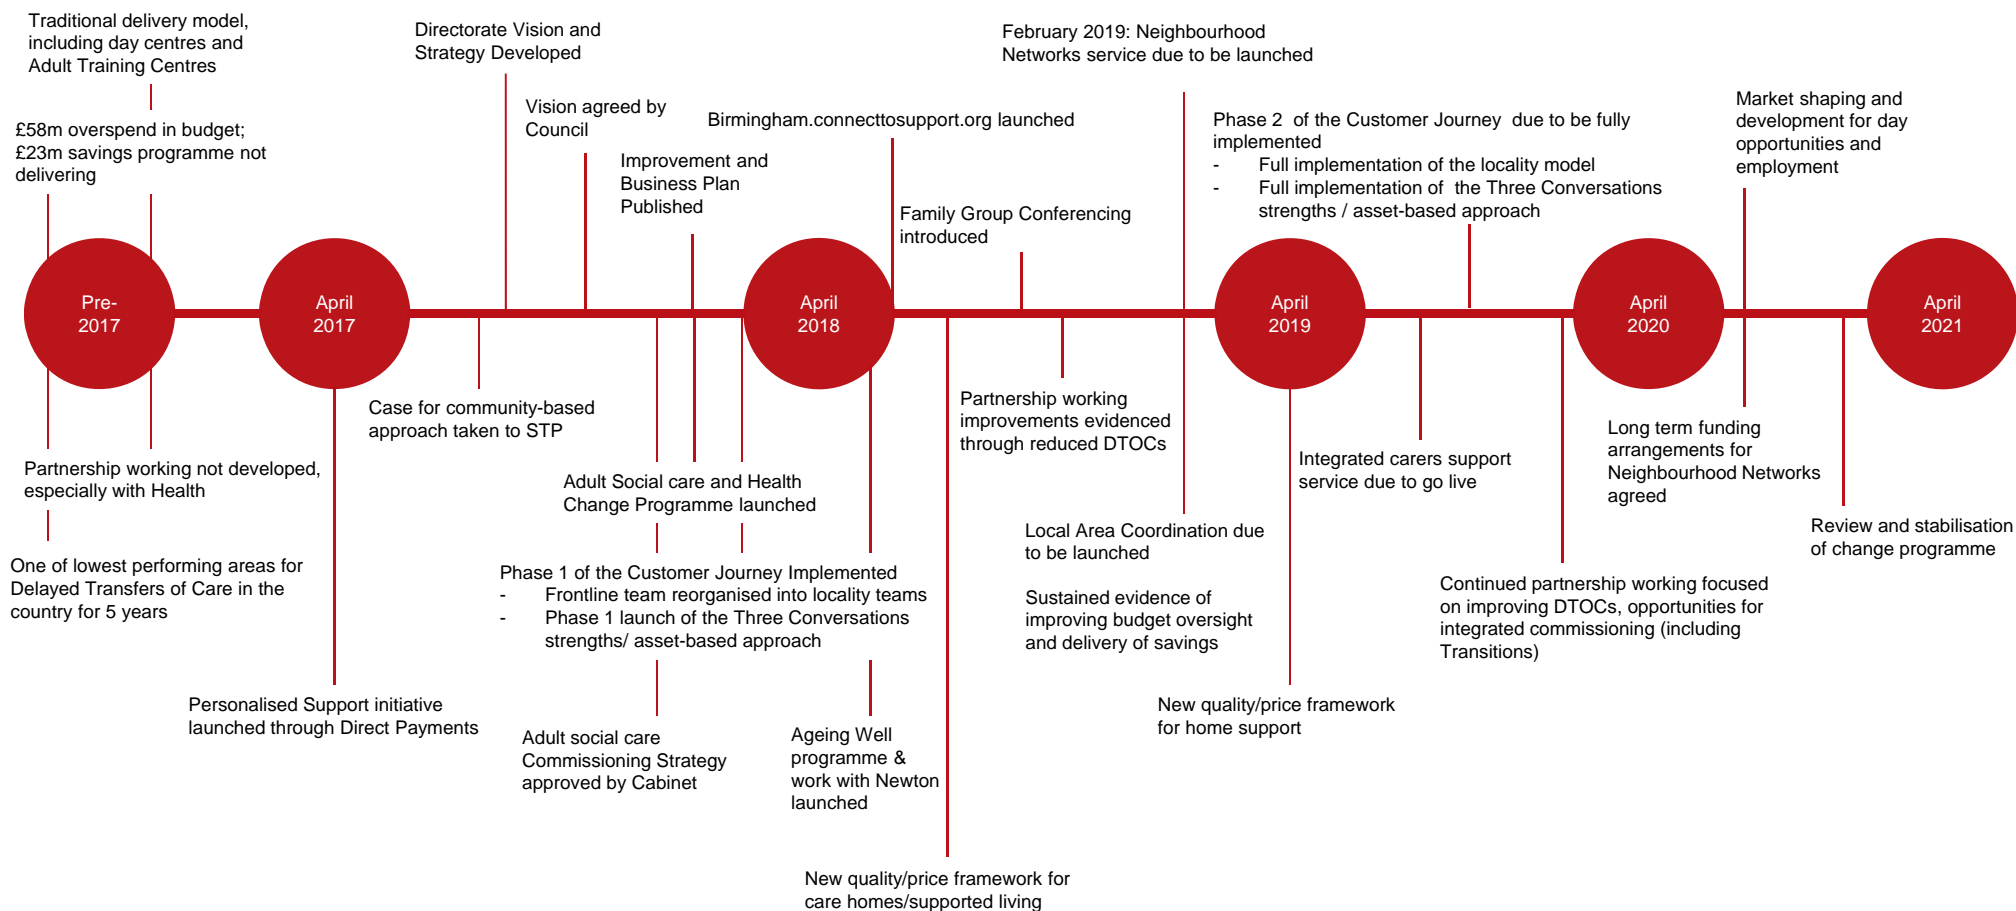 Traditional delivery model,
including day centres and
Adult Training Centres
£58m overspend in budget;
£23m savings programme not
delivering
Directorate Vision and
Strategy Developed
Vision agreed by
Council
Improvement and
Business Plan
Published
Birmingham.connecttosupport.org launched
Family Group Conferencing
introduced
February 2019: Neighbourhood
Networks service due to be launched
Phase 2 of the Customer Journey due to be fully
implemented
- Full implementation of the locality model
- Full implementation of the Three Conversations
strengths / asset-based approach
Market shaping and
development for day
opportunities and
employment
Pre-
2017
April
2017
April
2018
April
2019
April
2020
April
2021
Partnership working not developed,
especially with Health
One of lowest performing areas for
Delayed Transfers of Care in the
country for 5 years
Personalised Support initiative
launched through Direct Payments
Case for community-based
approach taken to STP
Adult Social care and Health
Change Programme launched
Phase 1 of the Customer Journey Implemented
- Frontline team reorganised into locality teams
- Phase 1 launch of the Three Conversations
strengths/ asset-based approach
Adult social care
Commissioning Strategy
approved by Cabinet
Ageing Well
programme &
work with Newton
launched
New quality/price framework for
care homes/supported living
Partnership working
improvements evidenced
through reduced DTOCs
Local Area Coordination due
to be launched
Sustained evidence of
improving budget oversight
and delivery of savings
New quality/price framework
for home support
Integrated carers support
service due to go live
Continued partnership working focused
on improving DTOCs, opportunities for
integrated commissioning (including
Transitions)
Long term funding
arrangements for
Neighbourhood Networks
agreed
Review and stabilisation
of change programme